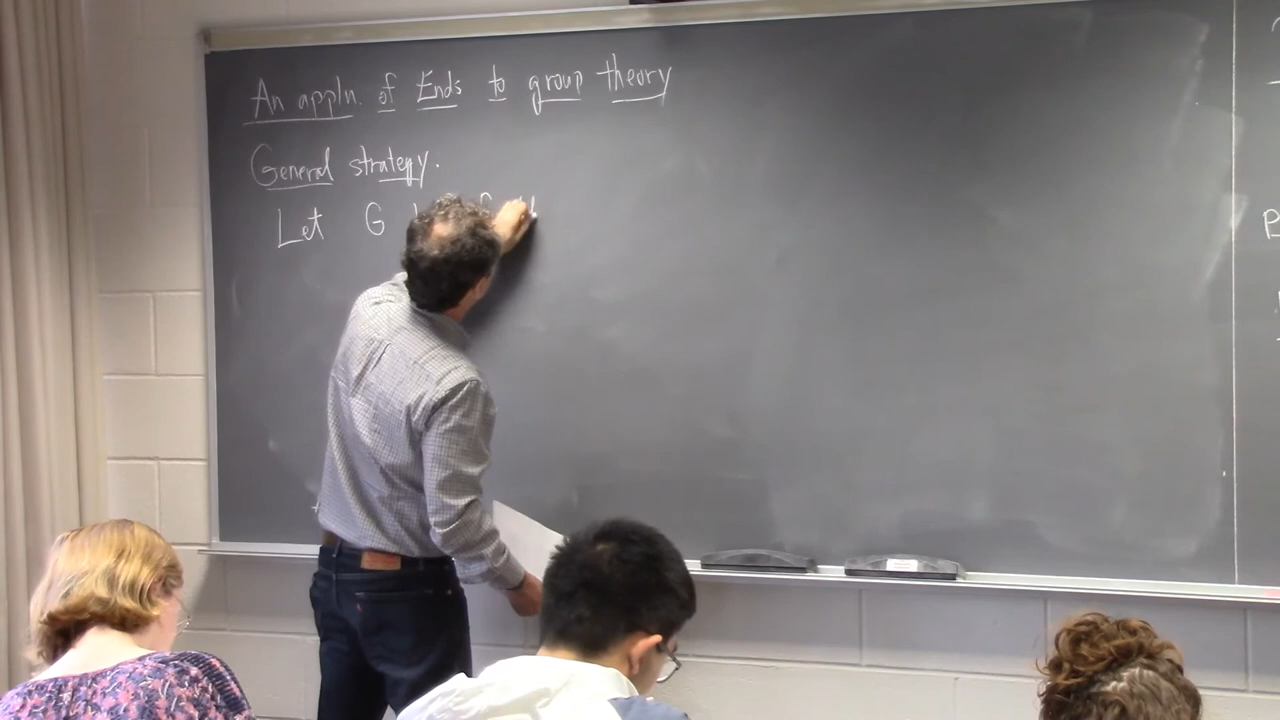 An appln. of Ends to group theory
General strategy.
Let G